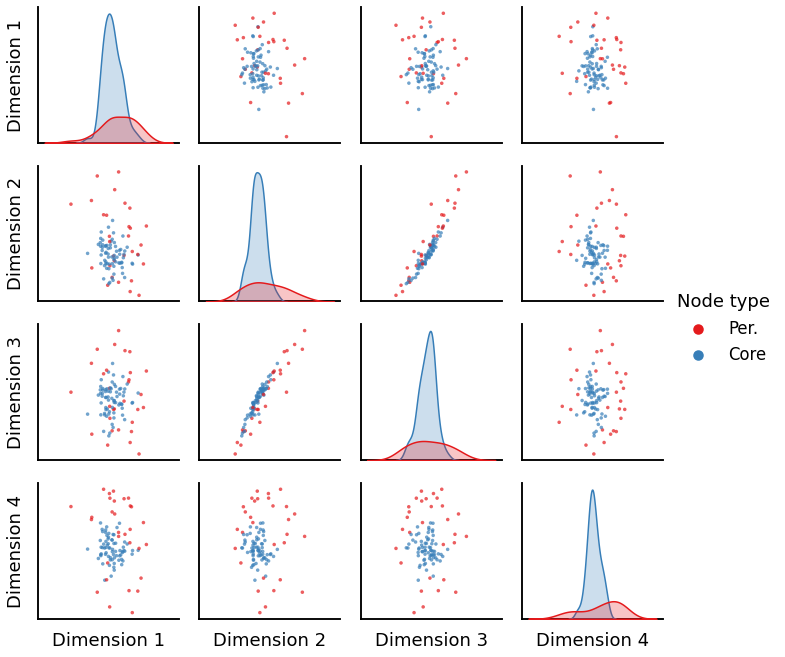 Dimension 1
Dimension 2
Dimension 3
Dimension 4
Node type
Per.
Core
Dimension 1
Dimension 2
Dimension 3
Dimension 4